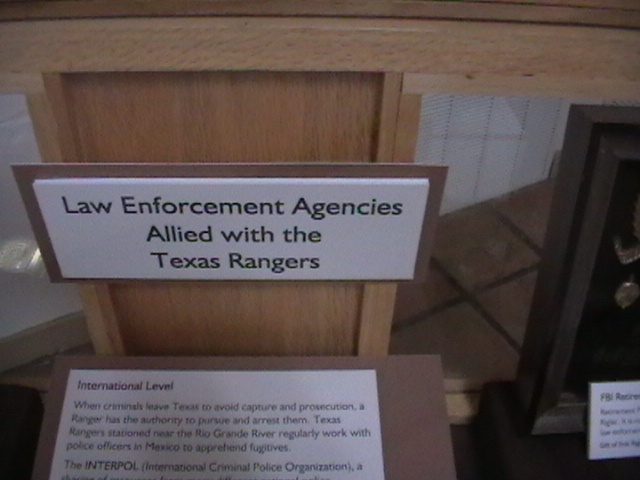 Law Enforcement Agencies
Allied with the
Texas Rangers
International Level
When criminals leave Texas to avoid capture and prosecution, a
Ranger has the authority to pursue and arrest them. Texas
Rangers stationed near the Rio Grande River regularly work with
police officers in Mexico to apprehend fugitives.
The INTERPOL (International Criminal Police Organization), a
FBI Retire